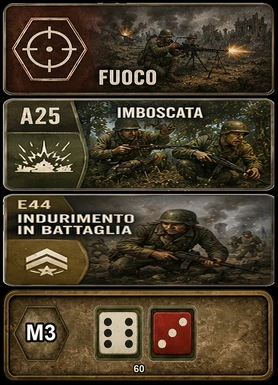 FUOCO
A25
IMBOSCATA
E44
INDURIMENTO
IN BATTAGLIA
M3
60